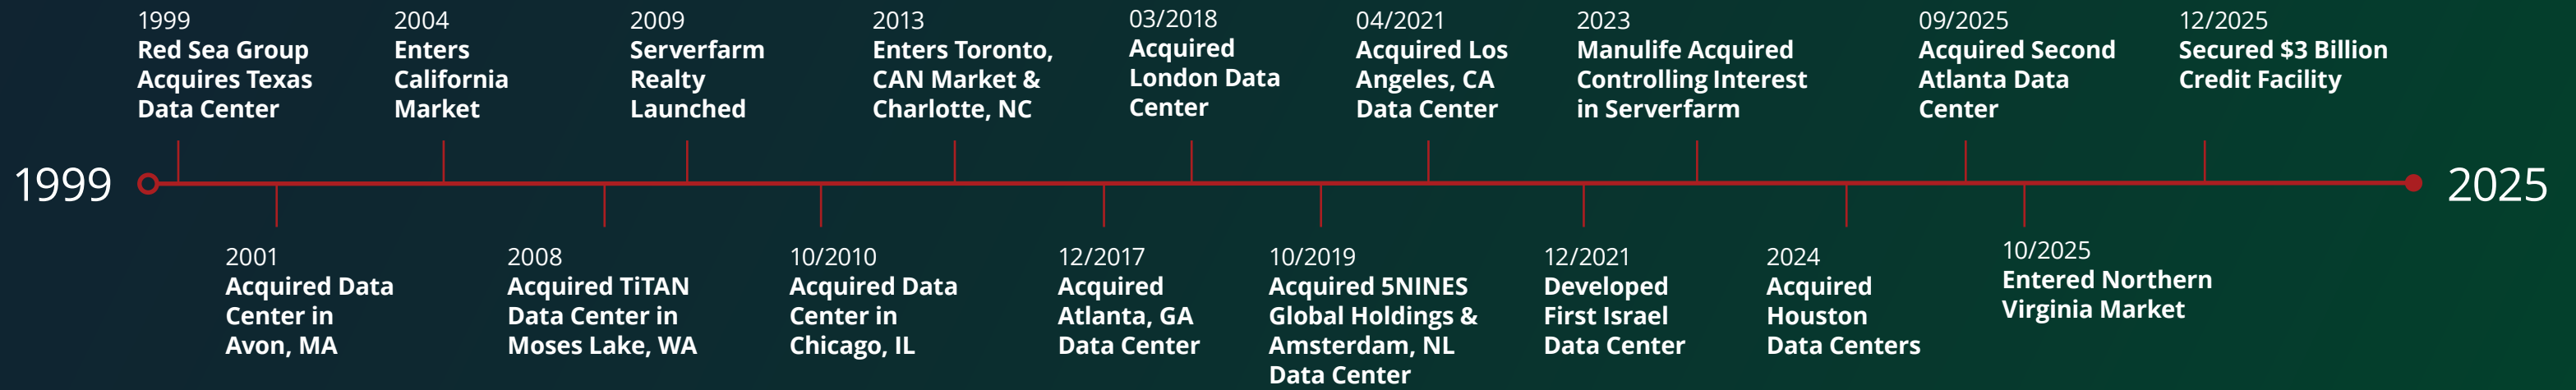 1999
Red Sea Group
Acquires Texas
Data Center
2004
Enters
California
Market
2009
Serverfarm
Realty
Launched
2013
Enters Toronto,
CAN Market &
Charlotte, NC
03/2018
Acquired
London Data
Center
04/2021
Acquired Los
Angeles, CA
Data Center
2023
Manulife Acquired
Controlling Interest
in Serverfarm
09/2025
Acquired Second
Atlanta Data
Center
12/2025
Secured $3 Billion
Credit Facility
1999
2025
2001
Acquired Data
Center in
Avon, MA
2008
Acquired TiTAN
Data Center in
Moses Lake, WA
10/2010
Acquired Data
Center in
Chicago, IL
12/2017
Acquired
Atlanta, GA
Data Center
10/2019
Acquired 5NINES
Global Holdings &
Amsterdam, NL
Data Center
12/2021
Developed
First Israel
Data Center
2024
Acquired
Houston
Data Centers
10/2025
Entered Northern
Virginia Market